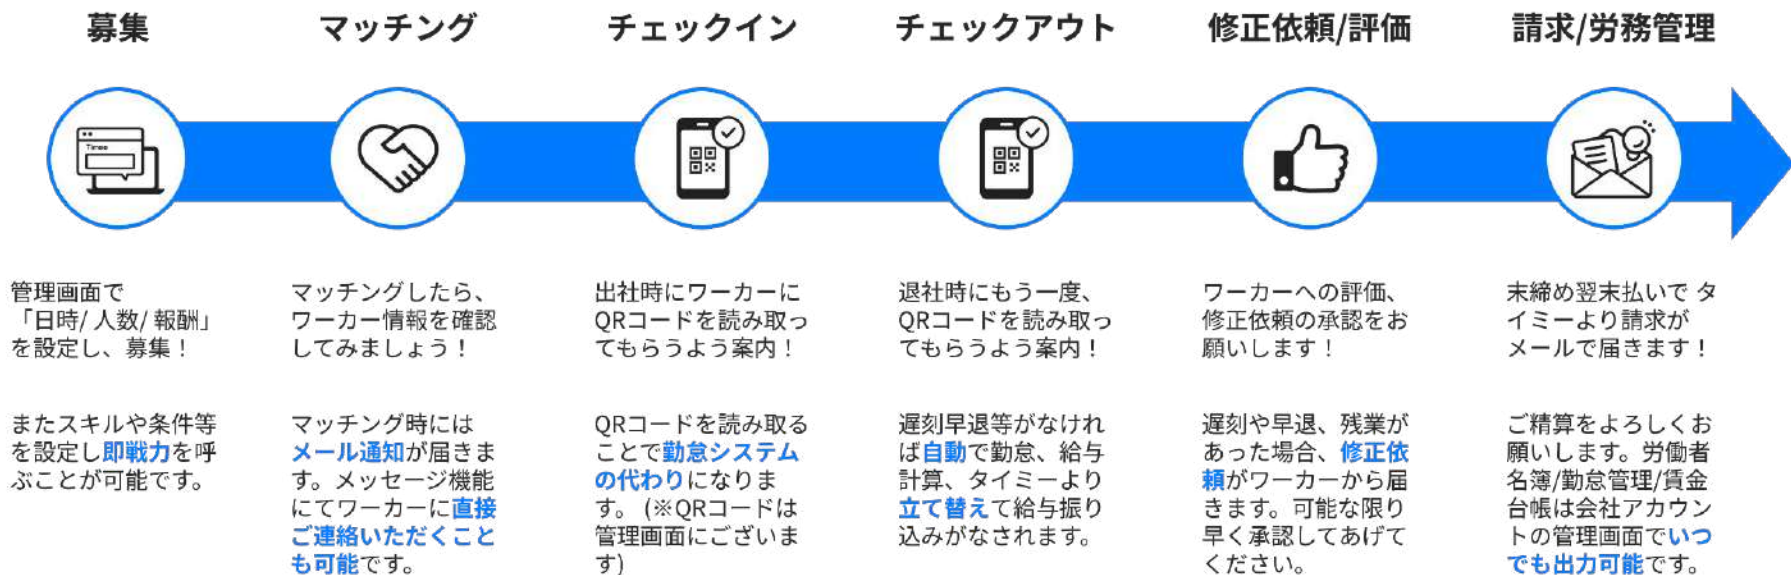 募集
マッチング
チェックイン
チェックアウト
修正依頼/評価
請求/労務管理
Timee
管理画面で
「日時/ 人数/ 報酬」
を設定し、募集！
またスキルや条件等
を設定し即戦力を呼
ぶことが可能です。
マッチングしたら、
ワーカー情報を確認
してみましょう！
マッチング時には
メール通知が届きま
す。メッセージ機能
にてワーカーに直接
ご連絡いただくこと
も可能です。
出社時にワーカーに
QRコードを読み取っ
てもらうよう案内！
QRコードを読み取る
ことで勤怠システム
の代わりになりま
す。 (※QRコードは
管理画面にございま
す)
退社時にもう一度、
QRコードを読み取っ
てもらうよう案内！
遅刻早退等がなけれ
ば自動で勤怠、給与
計算、タイミーより
立て替えて給与振り
込みがなされます。
ワーカーへの評価、
修正依頼の承認をお
願いします！
遅刻や早退、残業が
あった場合、修正依
頼がワーカーから届
きます。可能な限り
早く承認してあげて
ください。
末締め翌末払いで タ
イミーより請求が
メールで届きます！
ご精算をよろしくお
願いします。労働者
名簿/勤怠管理/賃金
台帳は会社アカウン
トの管理画面でいつ
でも出力可能です。